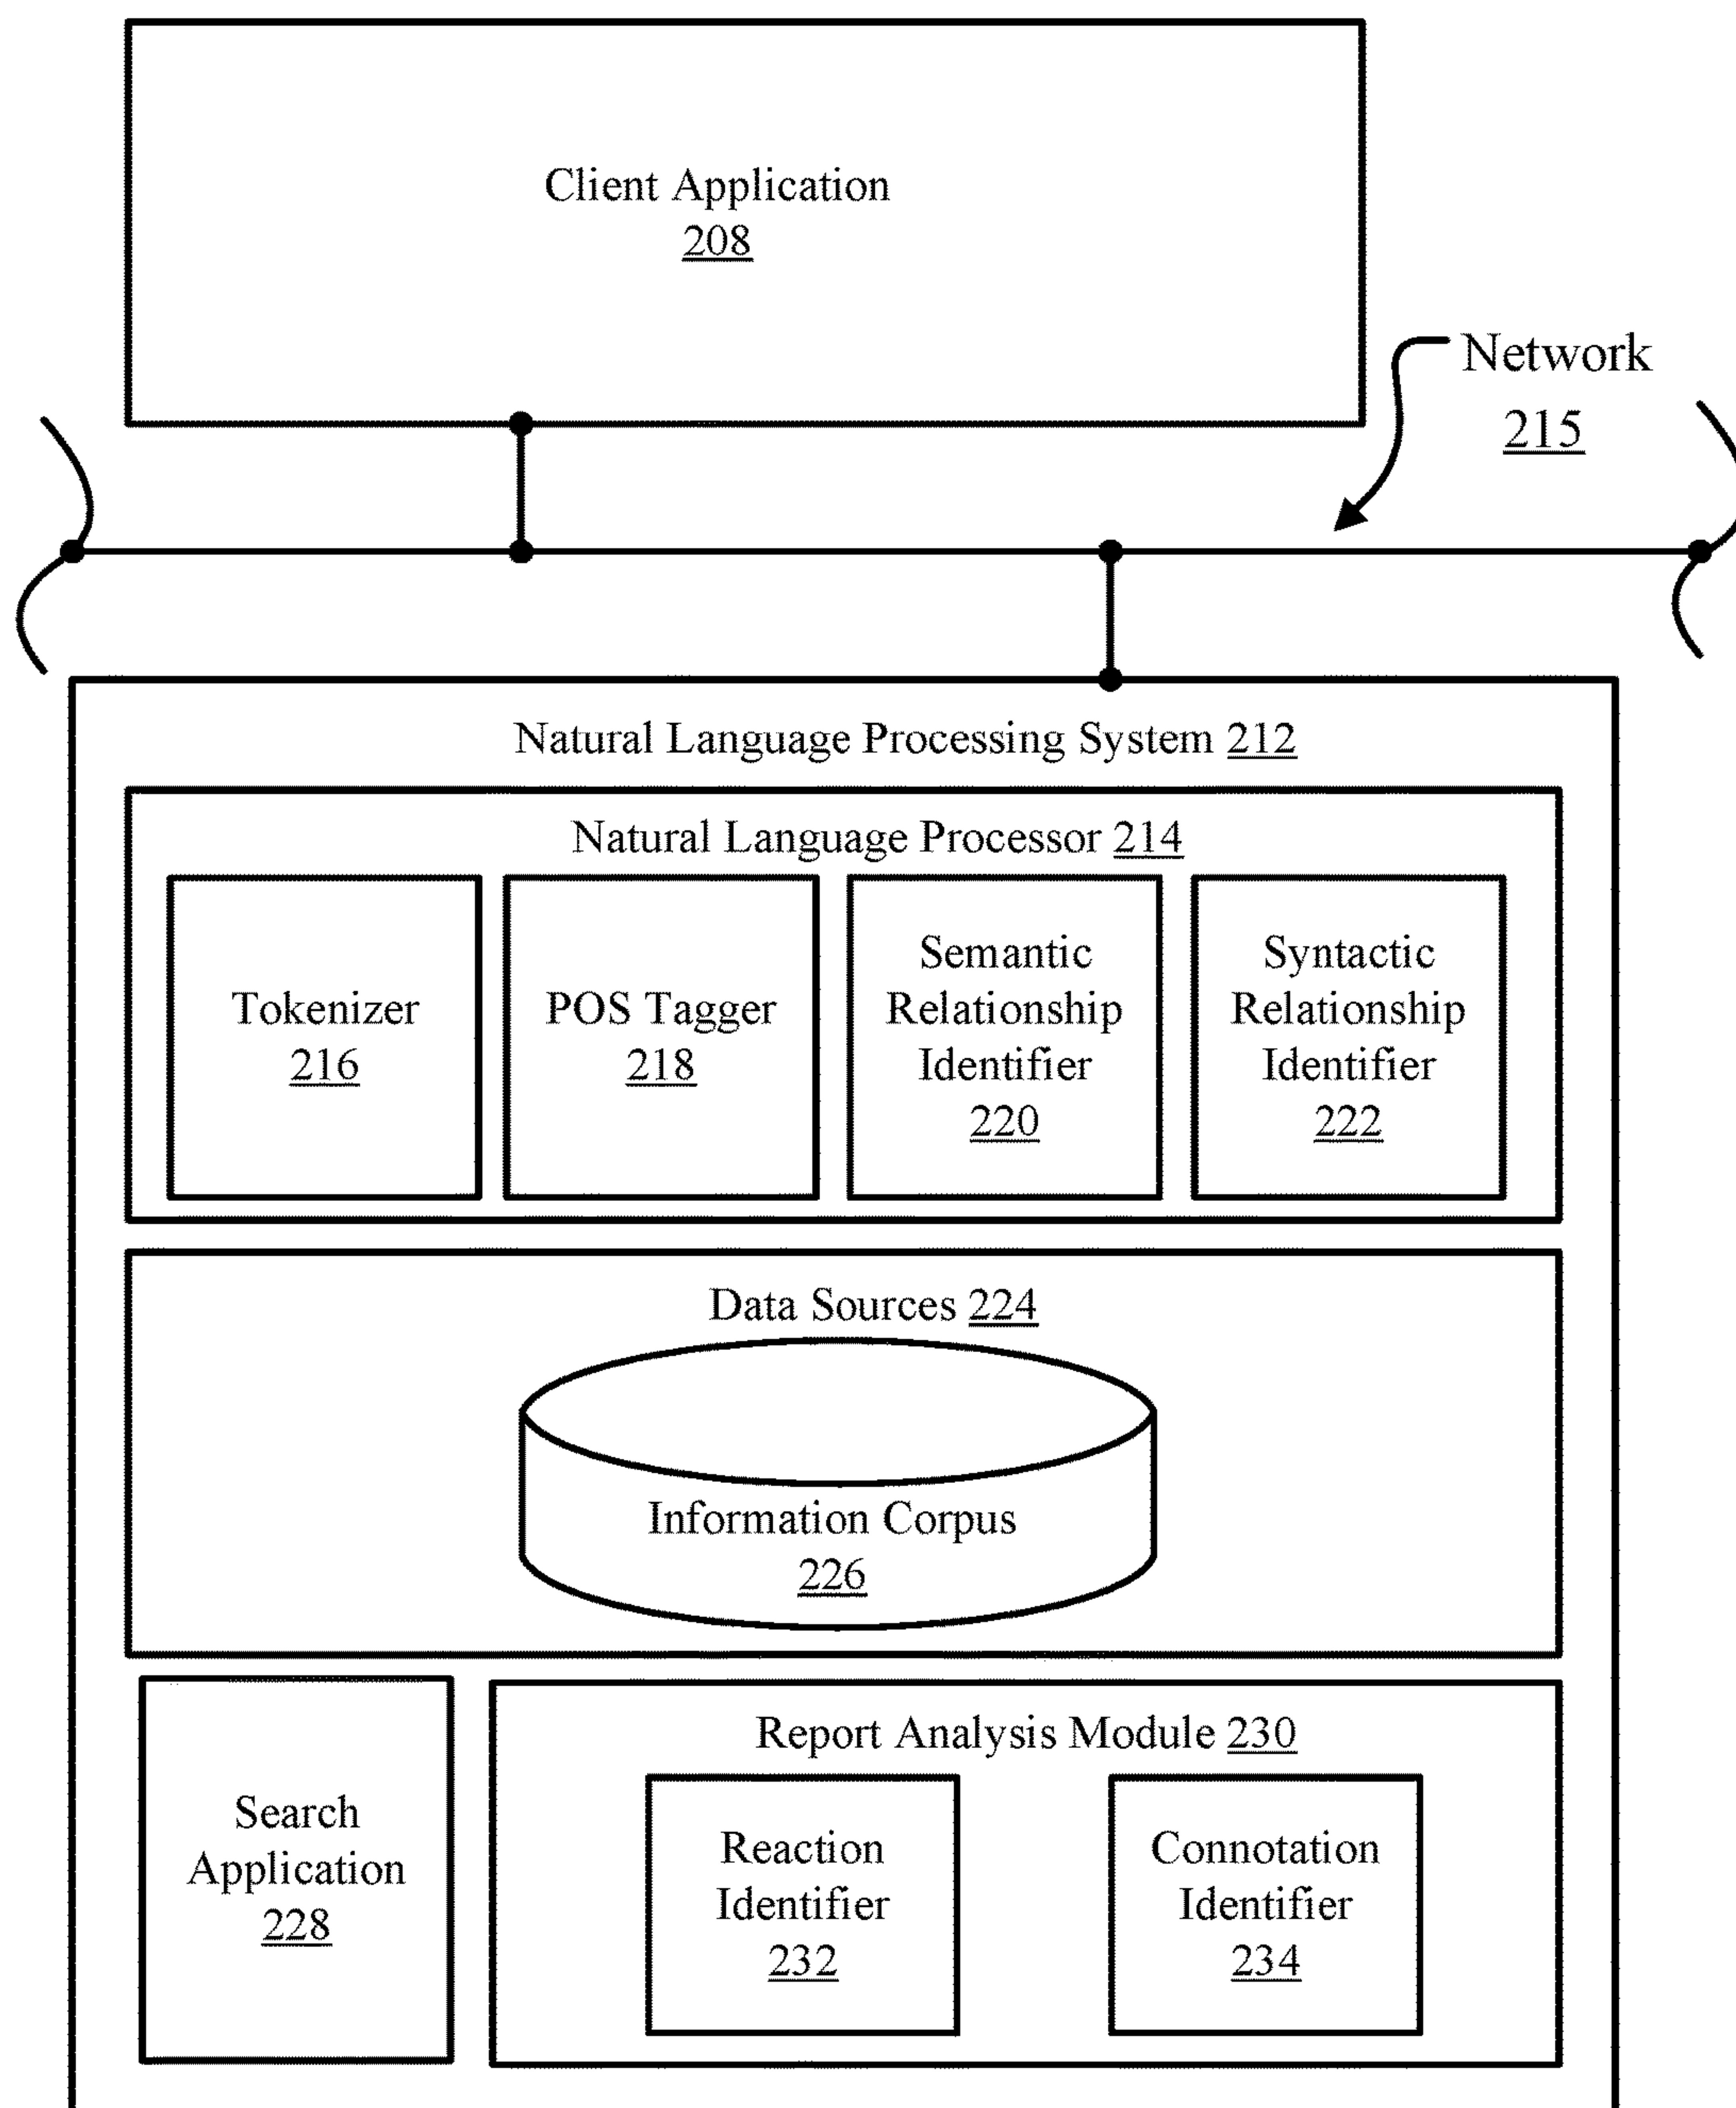 Client Application
208
Network
215
Natural Language Processing System 212
Natural Language Processor 214
Tokenizer
216
POS Tagger
218
Semantic
Relationship
Identifier
220
Syntactic
Relationship
Identifier
222
Data Sources 224
Information Corpus
226
Search
Application
228
Report Analysis Module 230
Reaction
Identifier
232
Connotation
Identifier
234